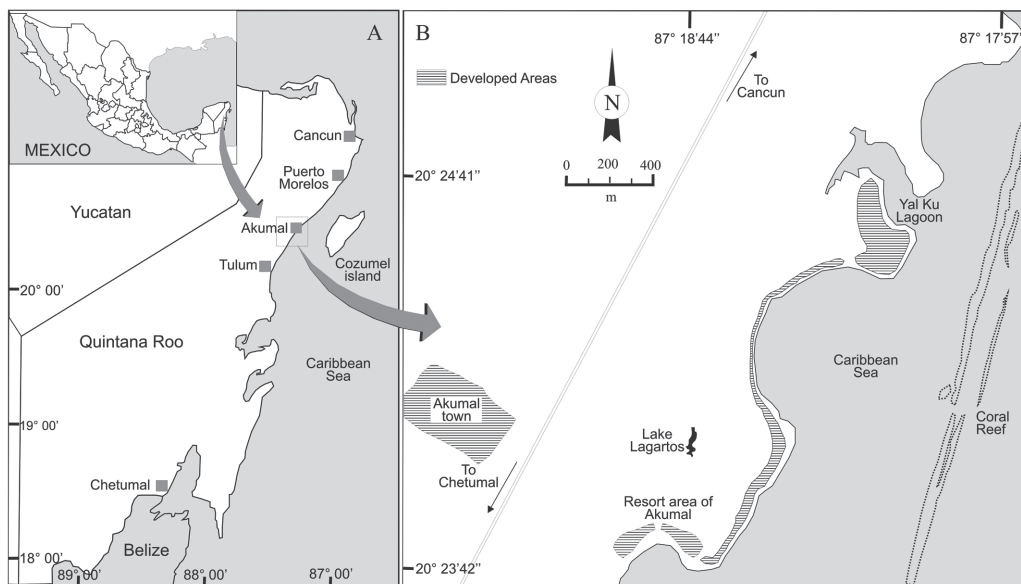 A
MEXICO
Yucatan
Cancun
Puerto
Morelos
Akumal
Tulum
Cozumel
island
20° 00'
Quintana Roo
Caribbean
Sea
19° 00'
Chetumal
Belize
18° 00'
89° 00'
88° 00'
87° 00'
B
87° 18'44"
87° 17'57"
Developed Areas
To
Cancun
N
0 200 400
m
20° 24'41"
Yal Ku
Lagoon
Caribbean
Sea
Coral
Reef
Akumal
town
Lake
Lagartos
To
Chetumal
Resort area of
Akumal
20° 23'42"